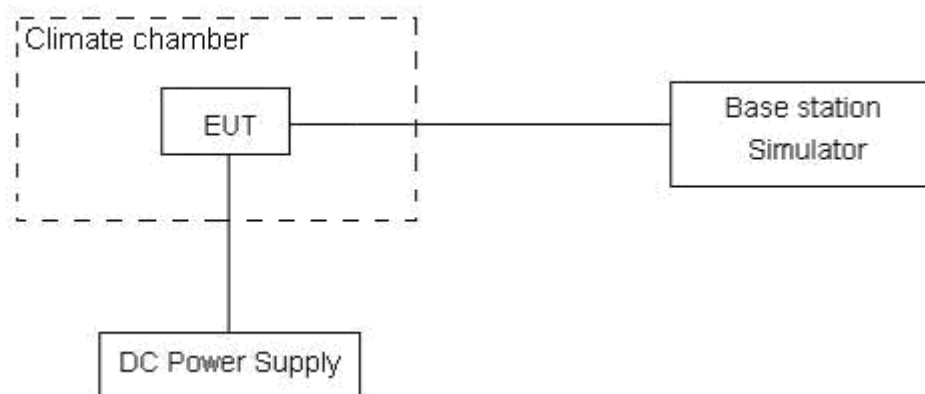 Climate chamber
EUT
Base station
Simulator
DC Power Supply